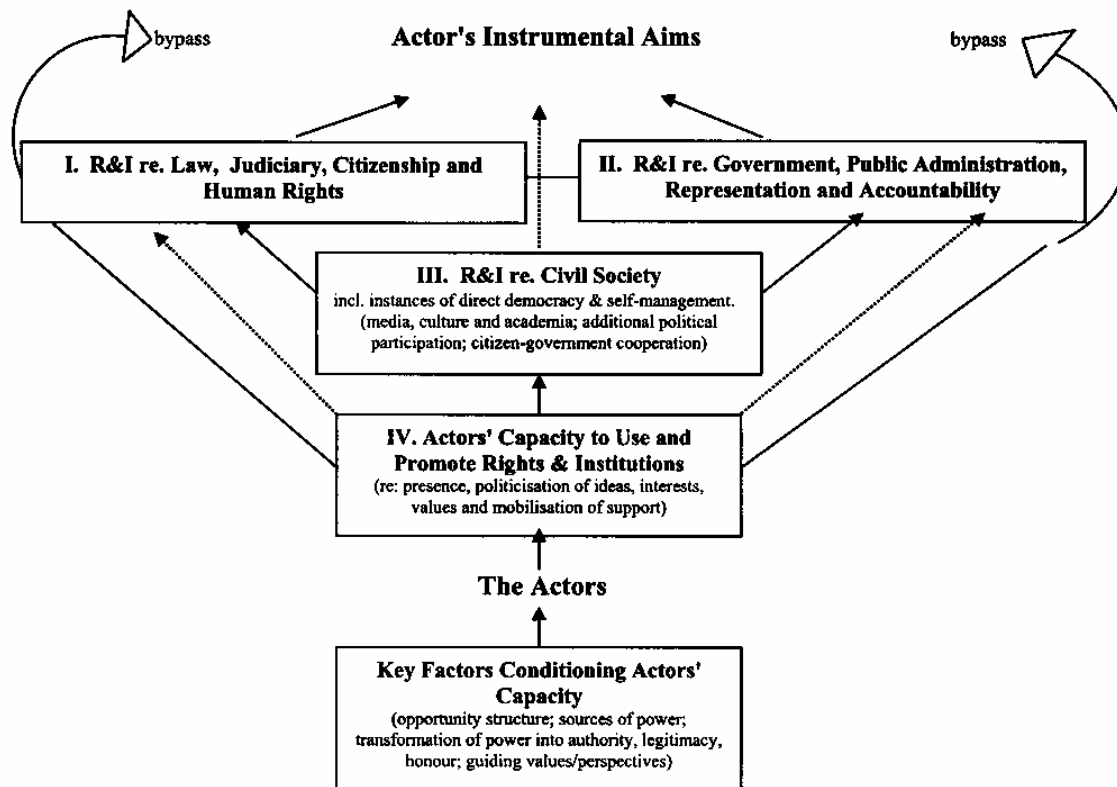 bypass
Actor's Instrumental Aims
bypass
I. R&I re. Law, Judiciary, Citizenship and
Human Rights
II. R&I re. Government, Public Administration,
Representation and Accountability
III. R&I re. Civil Society
incl. instances of direct democracy & self-management.
(media, culture and academia; additional political
participation; citizen-government cooperation)
IV. Actors' Capacity to Use and
Promote Rights & Institutions
(re: presence, politicisation of ideas, interests,
values and mobilisation of support)
The Actors
Key Factors Conditioning Actors'
Capacity
(opportunity structure; sources of power;
transformation of power into authority, legitimacy,
honour; guiding values/perspectives)